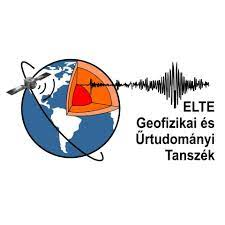 ELTE
Geofizikai és
Űrtudományi
Tanszék